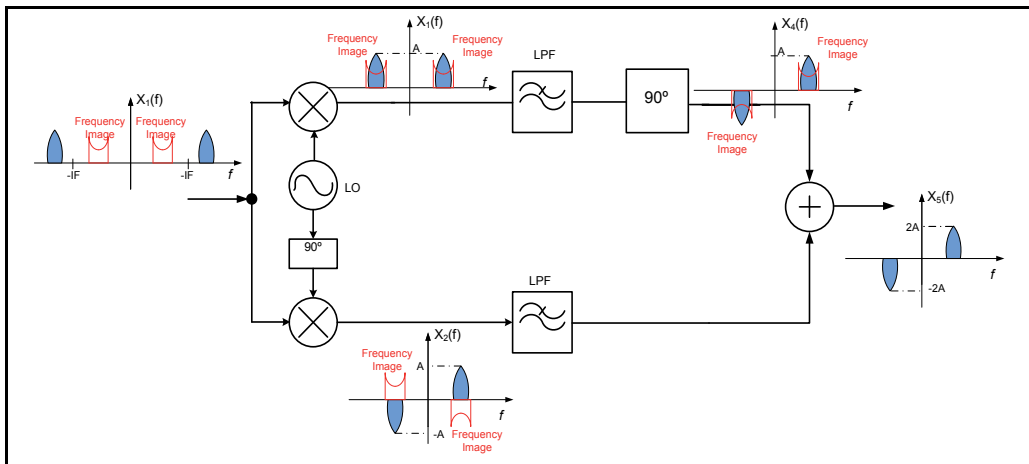 X1(f)
Frequency
Image
Frequency
Image
A
f
LPF
90º
X4(f)
Frequency
Image
A
f
Frequency
Image
X1(f)
Frequency
Image
Frequency
Image
-IF
-IF
f
LO
90º
X5(f)
2A
f
-2A
LPF
X2(f)
Frequency
Image
A
f
-A
Frequency
Image